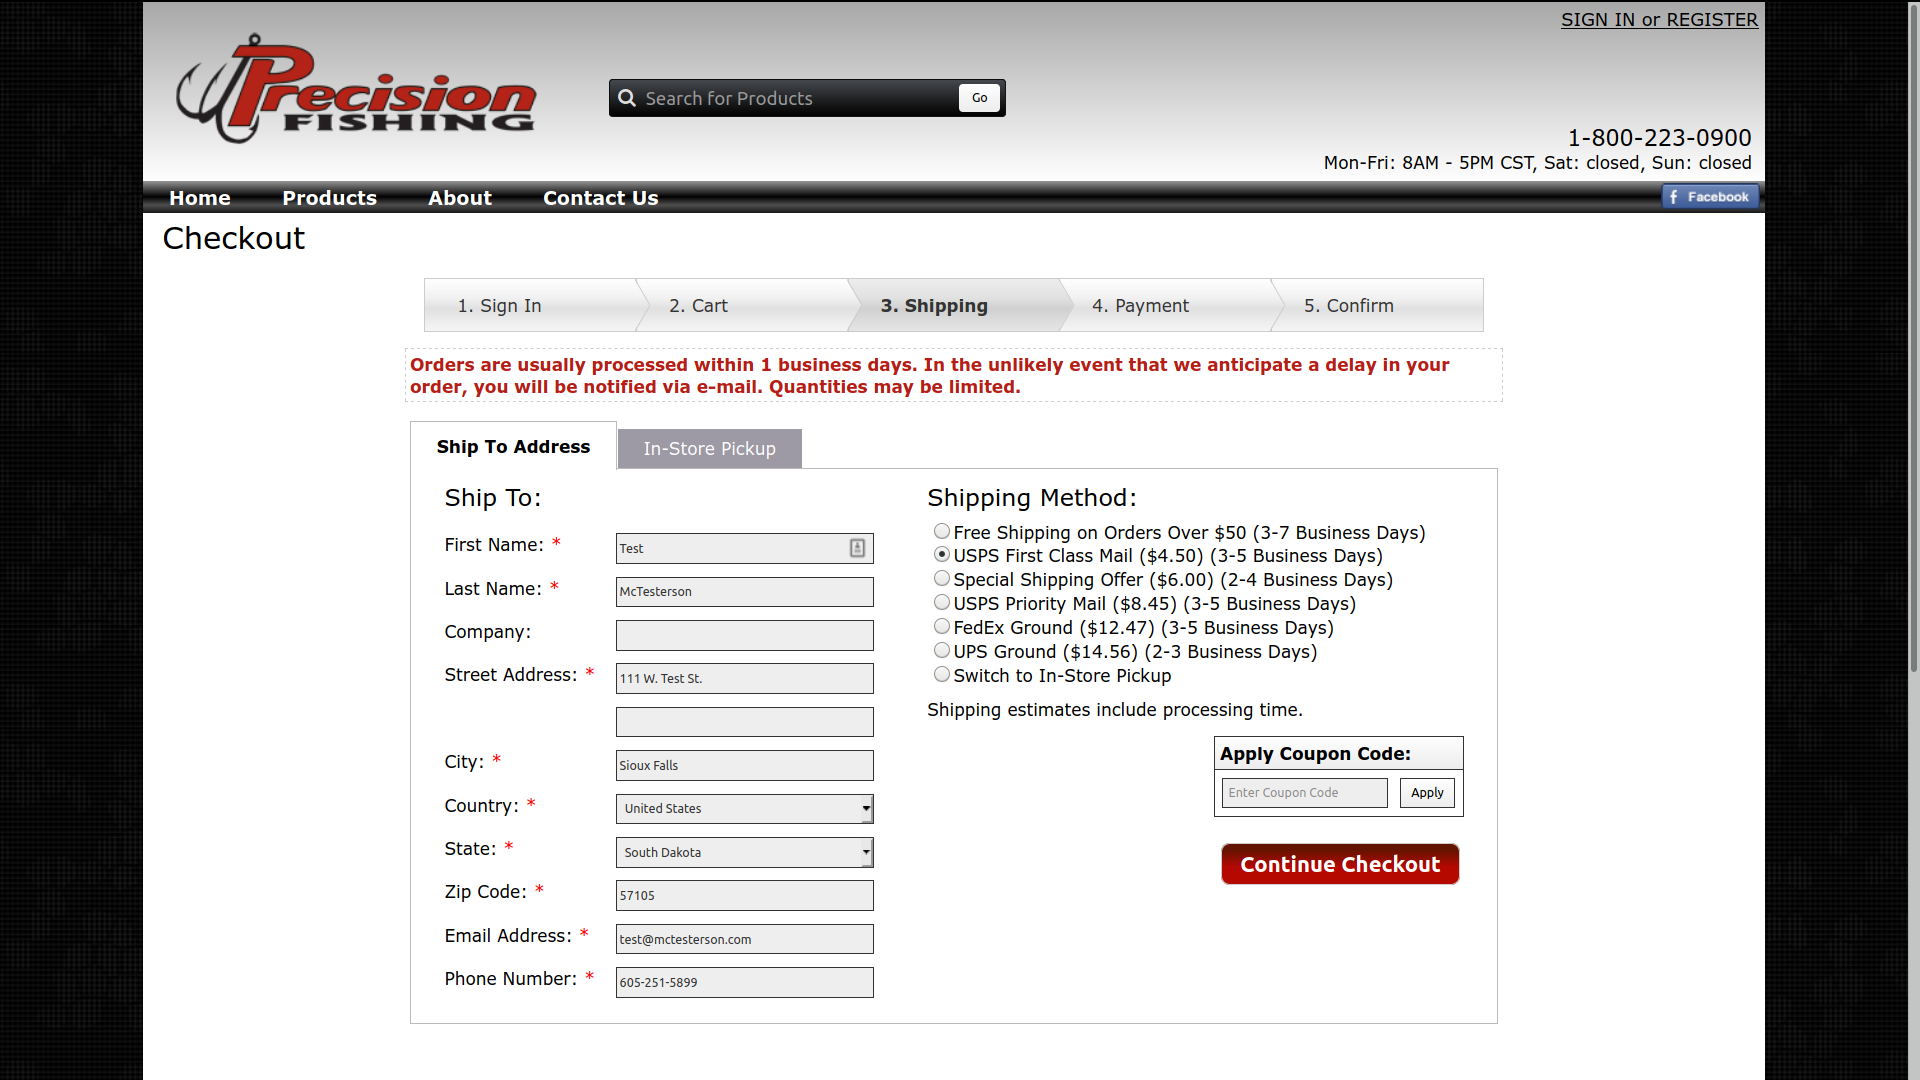 SIGN IN or REGISTER
Precision
FISHING
Search for Products
Go
1-800-223-0900
Mon-Fri: 8AM - 5PM CST, Sat: closed, Sun: closed
Home
Products
About
Contact Us
Facebook
Checkout
1. Sign In
2. Cart
3. Shipping
4. Payment
5. Confirm
Orders are usually processed within 1 business days. In the unlikely event that we anticipate a delay in your
order, you will be notified via e-mail. Quantities may be limited.
Ship To Address
In-Store Pickup
Ship To:
First Name: *
Test
Last Name: *
McTesterson
Company:
Street Address: *
111 W. Test St.
City: *
Sioux Falls
Country: *
United States
State: *
South Dakota
Zip Code: *
57105
Email Address: *
test@mctesterson.com
Phone Number: *
605-251-5899
Shipping Method:
Free Shipping on Orders Over $50 (3-7 Business Days)
USPS First Class Mail ($4.50) (3-5 Business Days)
Special Shipping Offer ($6.00) (2-4 Business Days)
USPS Priority Mail ($8.45) (3-5 Business Days)
FedEx Ground ($12.47) (3-5 Business Days)
UPS Ground ($14.56) (2-3 Business Days)
Switch to In-Store Pickup
Shipping estimates include processing time.
Apply Coupon Code:
Enter Coupon Code
Apply
Continue Checkout